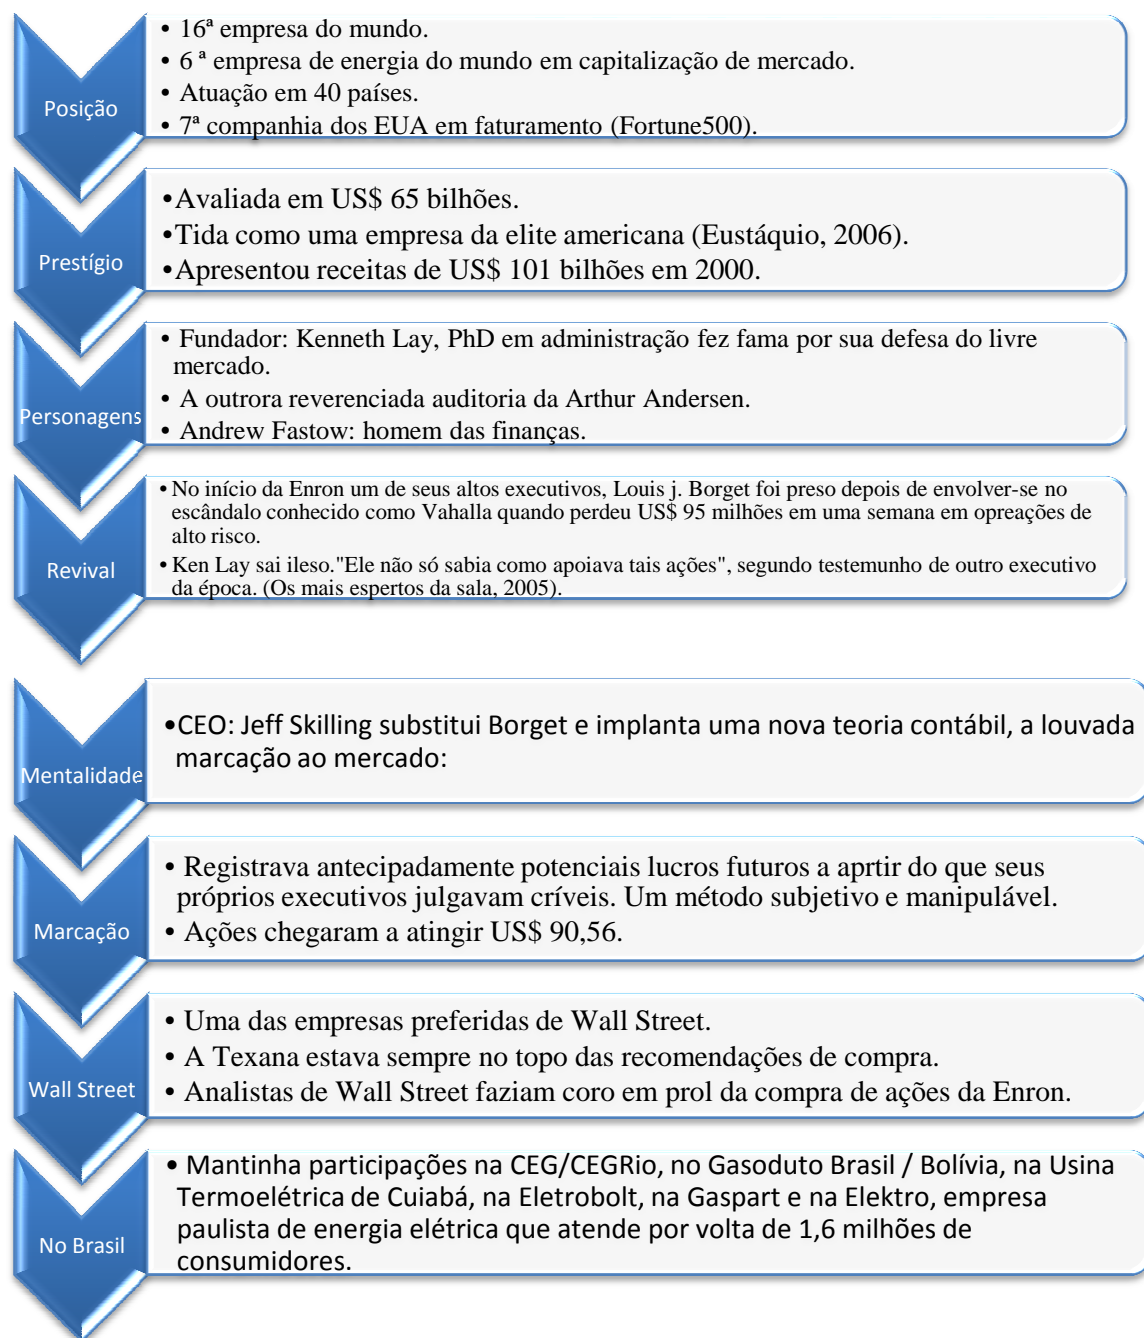 Posição
• 16ª empresa do mundo.
• 6 ª empresa de energia do mundo em capitalização de mercado.
• Atuação em 40 países.
• 7ª companhia dos EUA em faturamento (Fortune500).
Prestígio
•Avaliada em US$ 65 bilhões.
•Tida como uma empresa da elite americana (Eustáquio, 2006).
•Apresentou receitas de US$ 101 bilhões em 2000.
Personagens
• Fundador: Kenneth Lay, PhD em administração fez fama por sua defesa do livre
mercado.
• A outrora reverenciada auditoria da Arthur Andersen.
• Andrew Fastow: homem das finanças.
Revival
• No início da Enron um de seus altos executivos, Louis j. Borget foi preso depois de envolver-se no
escândalo conhecido como Vahalla quando perdeu US$ 95 milhões em uma semana em opreações de
alto risco.
• Ken Lay sai ileso."Ele não só sabia como apoiava tais ações", segundo testemunho de outro executivo
da época. (Os mais espertos da sala, 2005).
Mentalidade
•CEO: Jeff Skilling substitui Borget e implanta uma nova teoria contábil, a louvada
marcação ao mercado:
Marcação
• Registrava antecipadamente potenciais lucros futuros a aprtir do que seus
próprios executivos julgavam críveis. Um método subjetivo e manipulável.
• Ações chegaram a atingir US$ 90,56.
Wall Street
• Uma das empresas preferidas de Wall Street.
• A Texana estava sempre no topo das recomendações de compra.
• Analistas de Wall Street faziam coro em prol da compra de ações da Enron.
No Brasil
• Mantinha participações na CEG/CEGRio, no Gasoduto Brasil / Bolívia, na Usina
Termoelétrica de Cuiabá, na Eletrobolt, na Gaspart e na Elektro, empresa
paulista de energia elétrica que atende por volta de 1,6 milhões de
consumidores.